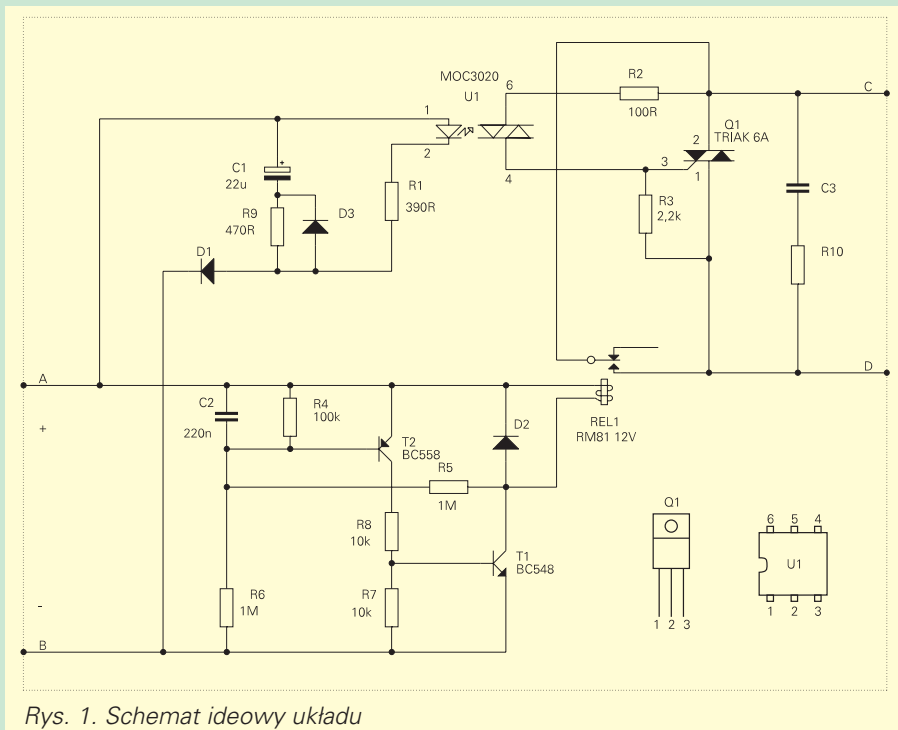 MOC3020
U1
6
R2
100R
C
1
2
4
Q1
TRIAK 6A
2
3
1
C1
22u
+
R9
470R
D3
R1
390R
R3
2,2k
C3
R10
D1
A
D
C2
220n
R4
100k
T2
BC558
D2
REL1
RM81 12V
+
R5
1M
R8
10k
T1
BC548
Q1
1 2 3
6 5 4
U1
1 2 3
-
R6
1M
R7
10k
B
Rys. 1. Schemat ideowy układu